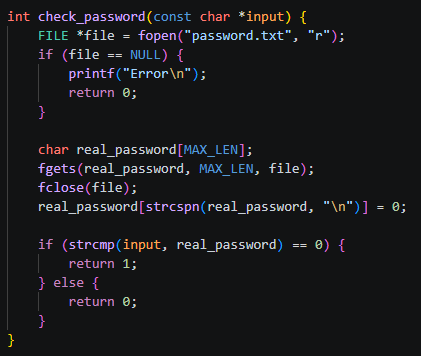 int check_password(const char *input) {
    FILE *file = fopen("password.txt", "r");
    if (file == NULL) {
        printf("Error\n");
        return 0;
    }

    char real_password[MAX_LEN];
    fgets(real_password, MAX_LEN, file);
    fclose(file);
    real_password[strcspn(real_password, "\n")] = 0;

    if (strcmp(input, real_password) == 0) {
        return 1;
    } else {
        return 0;
    }
}